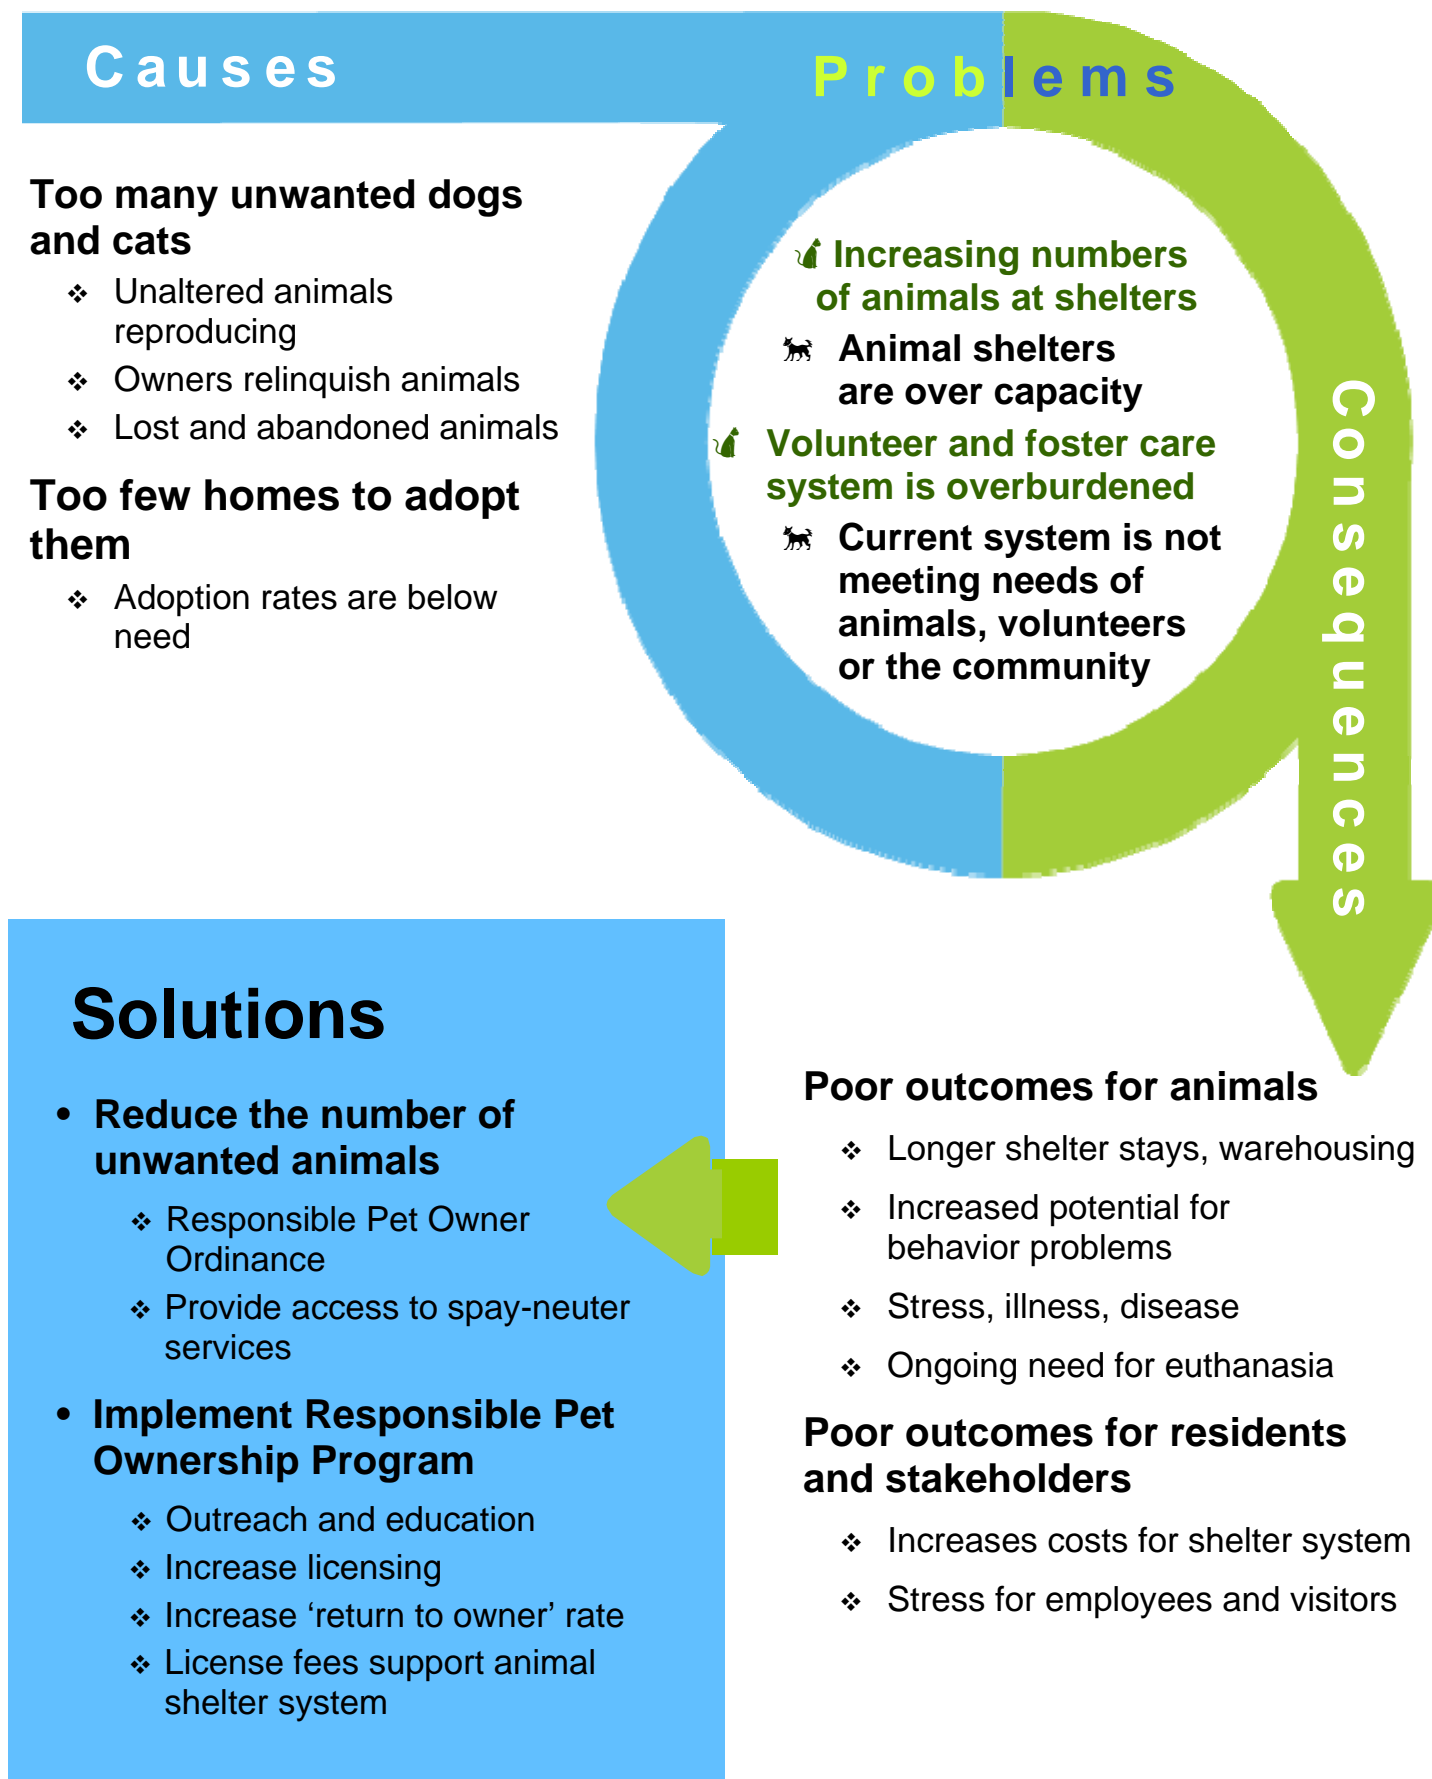 Causes
Problems
Too many unwanted dogs
and cats
❖ Unaltered animals
reproducing
❖ Owners relinquish animals
❖ Lost and abandoned animals
Too few homes to adopt
them
❖ Adoption rates are below
need
Increasing numbers
of animals at shelters
Animal shelters
are over capacity
Volunteer and foster care
system is overburdened
Current system is not
meeting needs of
animals, volunteers
or the community
Consequences
Poor outcomes for animals
❖ Longer shelter stays, warehousing
❖ Increased potential for
behavior problems
❖ Stress, illness, disease
❖ Ongoing need for euthanasia
Poor outcomes for residents
and stakeholders
❖ Increases costs for shelter system
❖ Stress for employees and visitors
Solutions
• Reduce the number of
unwanted animals
❖ Responsible Pet Owner
Ordinance
❖ Provide access to spay-neuter
services
• Implement Responsible Pet
Ownership Program
❖ Outreach and education
❖ Increase licensing
❖ Increase ‘return to owner’ rate
❖ License fees support animal
shelter system